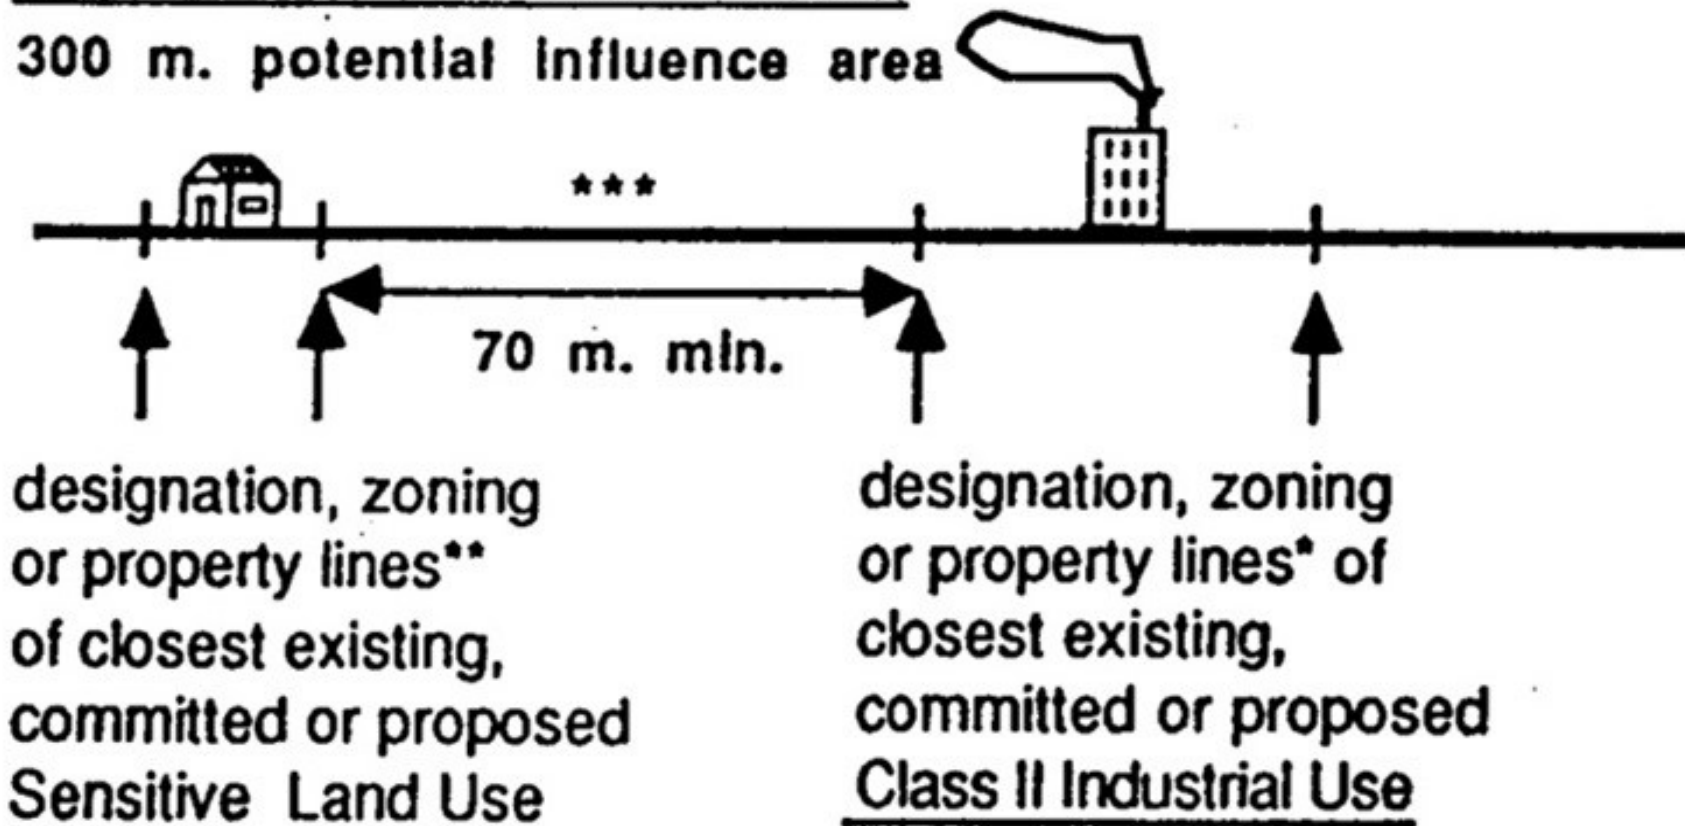 300 m. potential influence area
***
70 m. min.
designation, zoning
or property lines**
of closest existing,
committed or proposed
Sensitive Land Use
designation, zoning
or property lines* of
closest existing,
committed or proposed
Class II Industrial Use